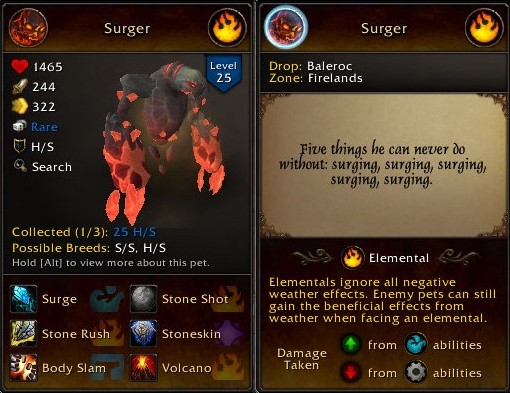 Surger
1465
244
322
Rare
H/S
Search
Level
25
Collected (1/3): 25 H/S
Possible Breeds: S/S, H/S
Hold [Alt] to view more about this pet.
Surge
Stone Shot
Stone Rush
Stoneskin
Body Slam
Volcano
Surger
Drop: Baleroc
Zone: Firelands
Five things he can never do
without: surging, surging, surging,
surging, surging.
Elemental
Elementals ignore all negative
weather effects. Enemy pets can still
gain the beneficial effects from
weather when facing an elemental.
Damage
Taken
from abilities
from abilities